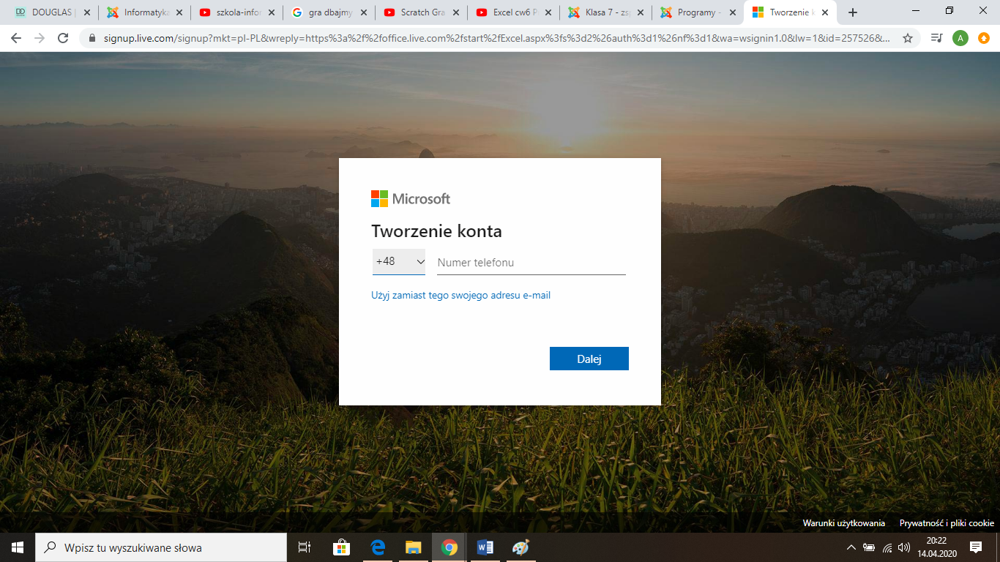 DOUGLAS |
Informatyka
szkola-infor
gra dbajmy
Scratch Gra
Excel cw6 P
Klasa 7 - zsp
Programy -
Tworzenie k
signup.live.com/signup?mkt=pl-PL&wreply=https%3a%2f%2foffice.live.com%2fstart%2fExcel.aspx%3fs%3d2%26auth%3d1%26nf%3d1&wa=wsignin1.0&lw=1&id=257526&...
A
Microsoft
Tworzenie konta
+48 Numer telefonu
Użyj zamiast tego swojego adresu e-mail
Dalej
Warunki użytkowania Prywatność i pliki cookie
Wpisz tu wyszukiwane słowa
20:22
14.04.2020